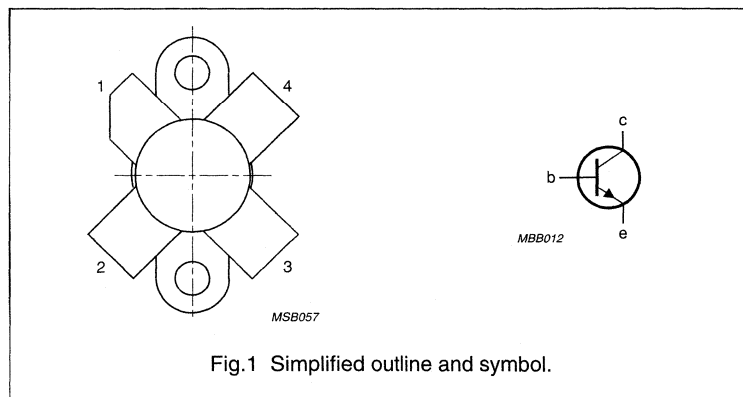 1
4
c
b
MBB012
e
2
3
MSB057
Fig.1 Simplified outline and symbol.